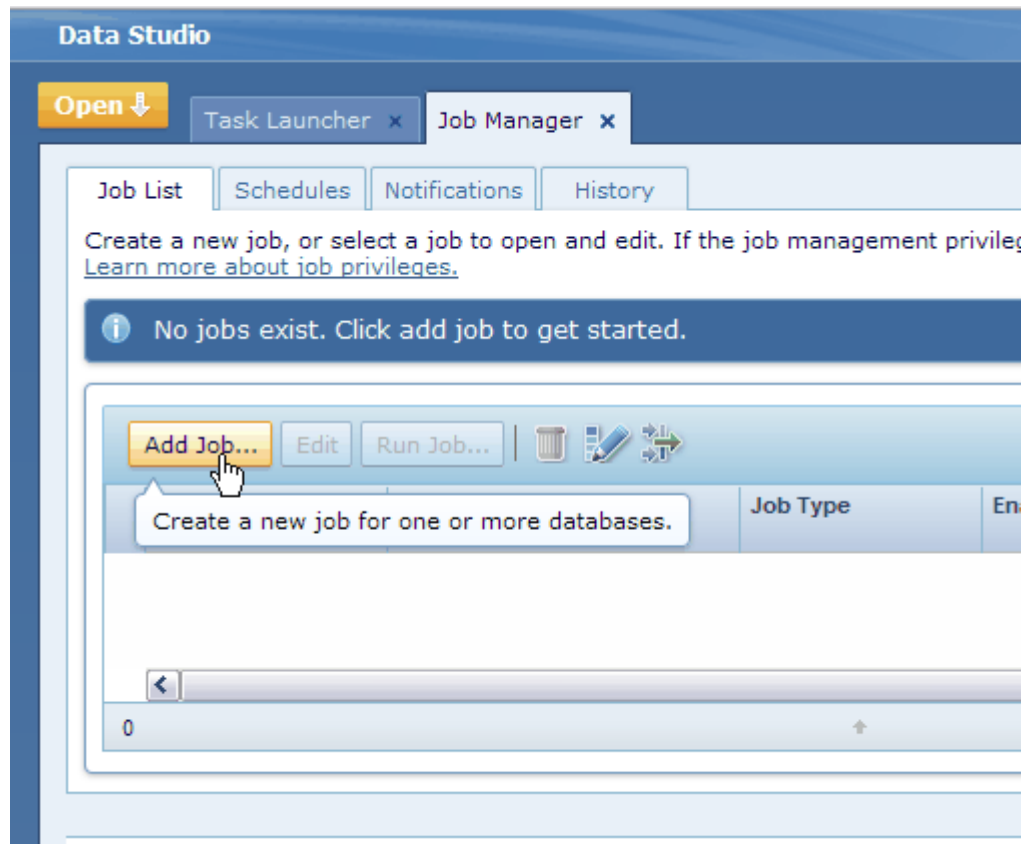 Data Studio
Open
Task Launcher × Job Manager ×
Job List Schedules Notifications History
Create a new job, or select a job to open and edit. If the job management
Learn more about job privileges.
No jobs exist. Click add job to get started.
Add Job... Edit Run Job...
Create a new job for one or more databases.
Job Type
0